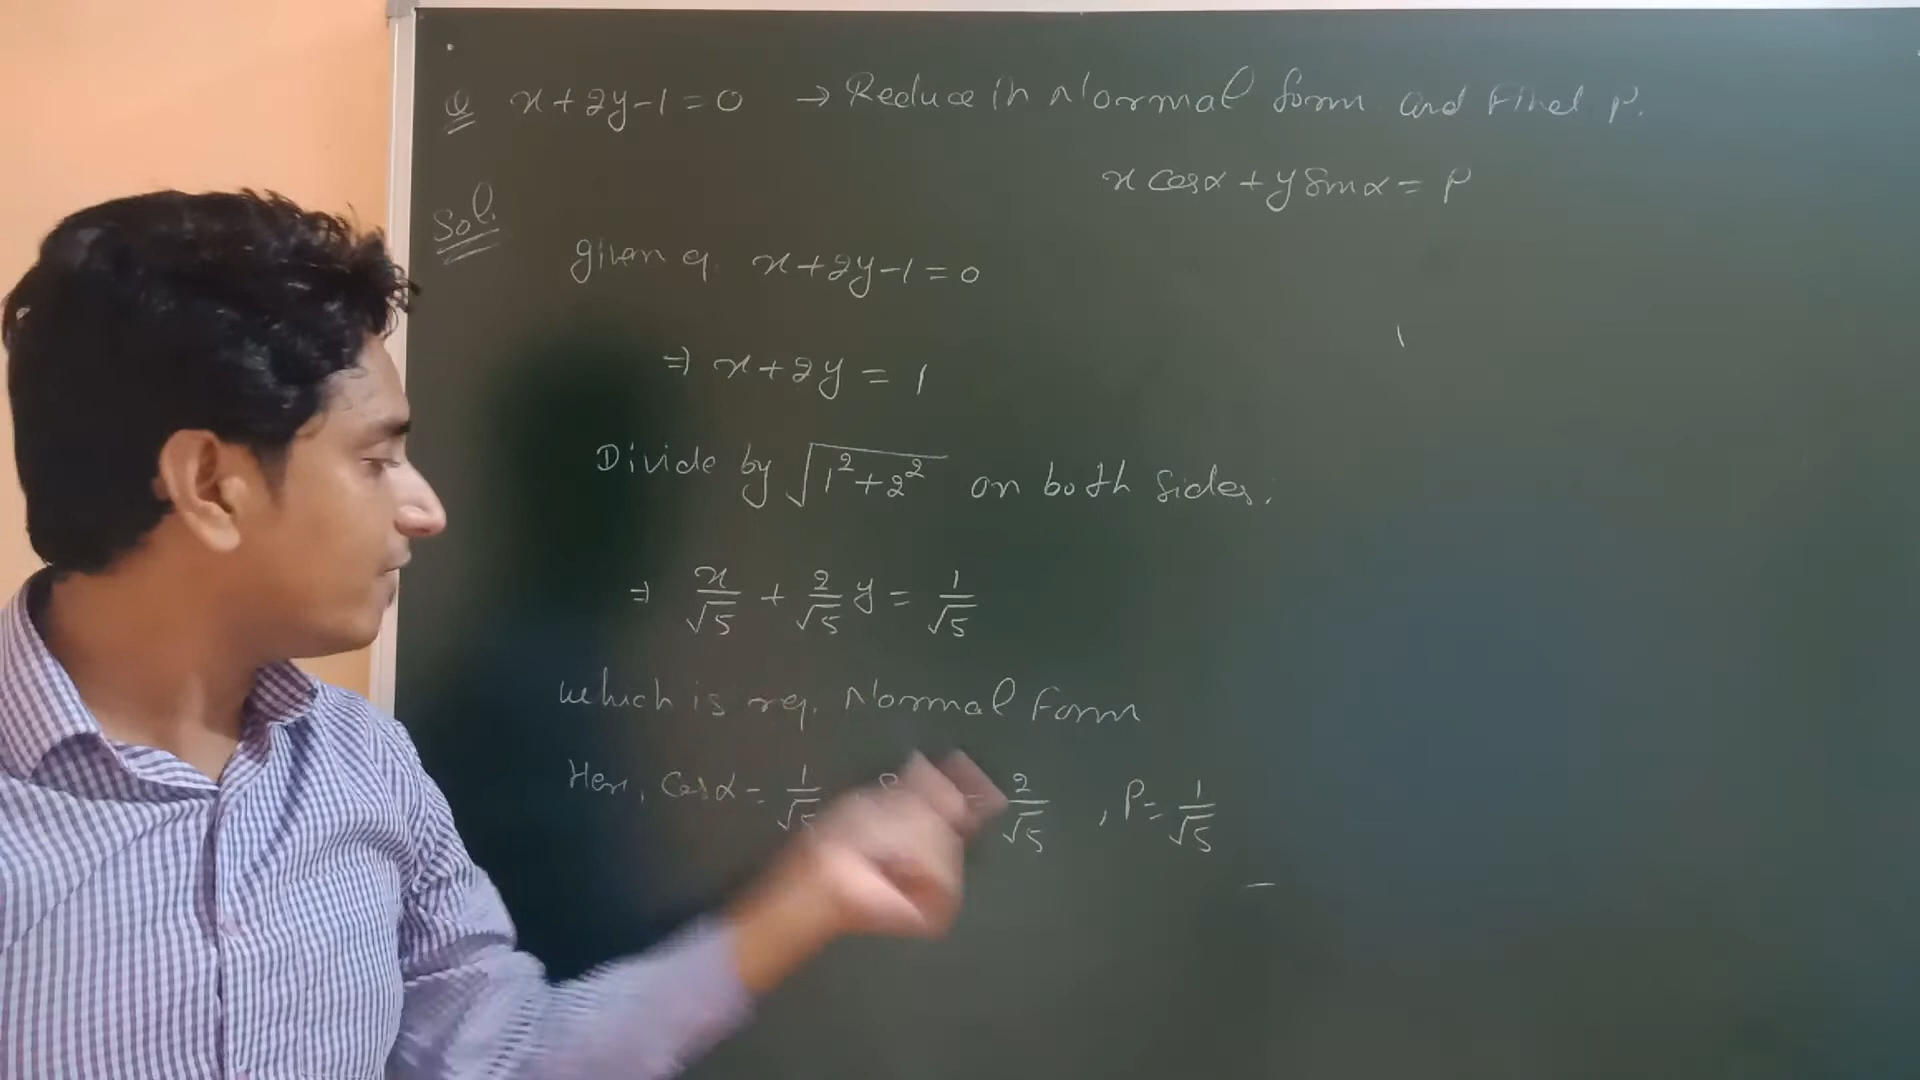 Q x+2y-1=0 → Reduce in Normal form and Find P.
x cosα + y sinα = P
Sol.
given eq. x+2y-1=0
⇒ x+2y = 1
Divide by √(1²+2²) on both sides.
⇒ x/√5 + 2/√5 y = 1/√5
which is req. Normal Form
Here, cosα = 1/√5 , = 2/√5 , P = 1/√5